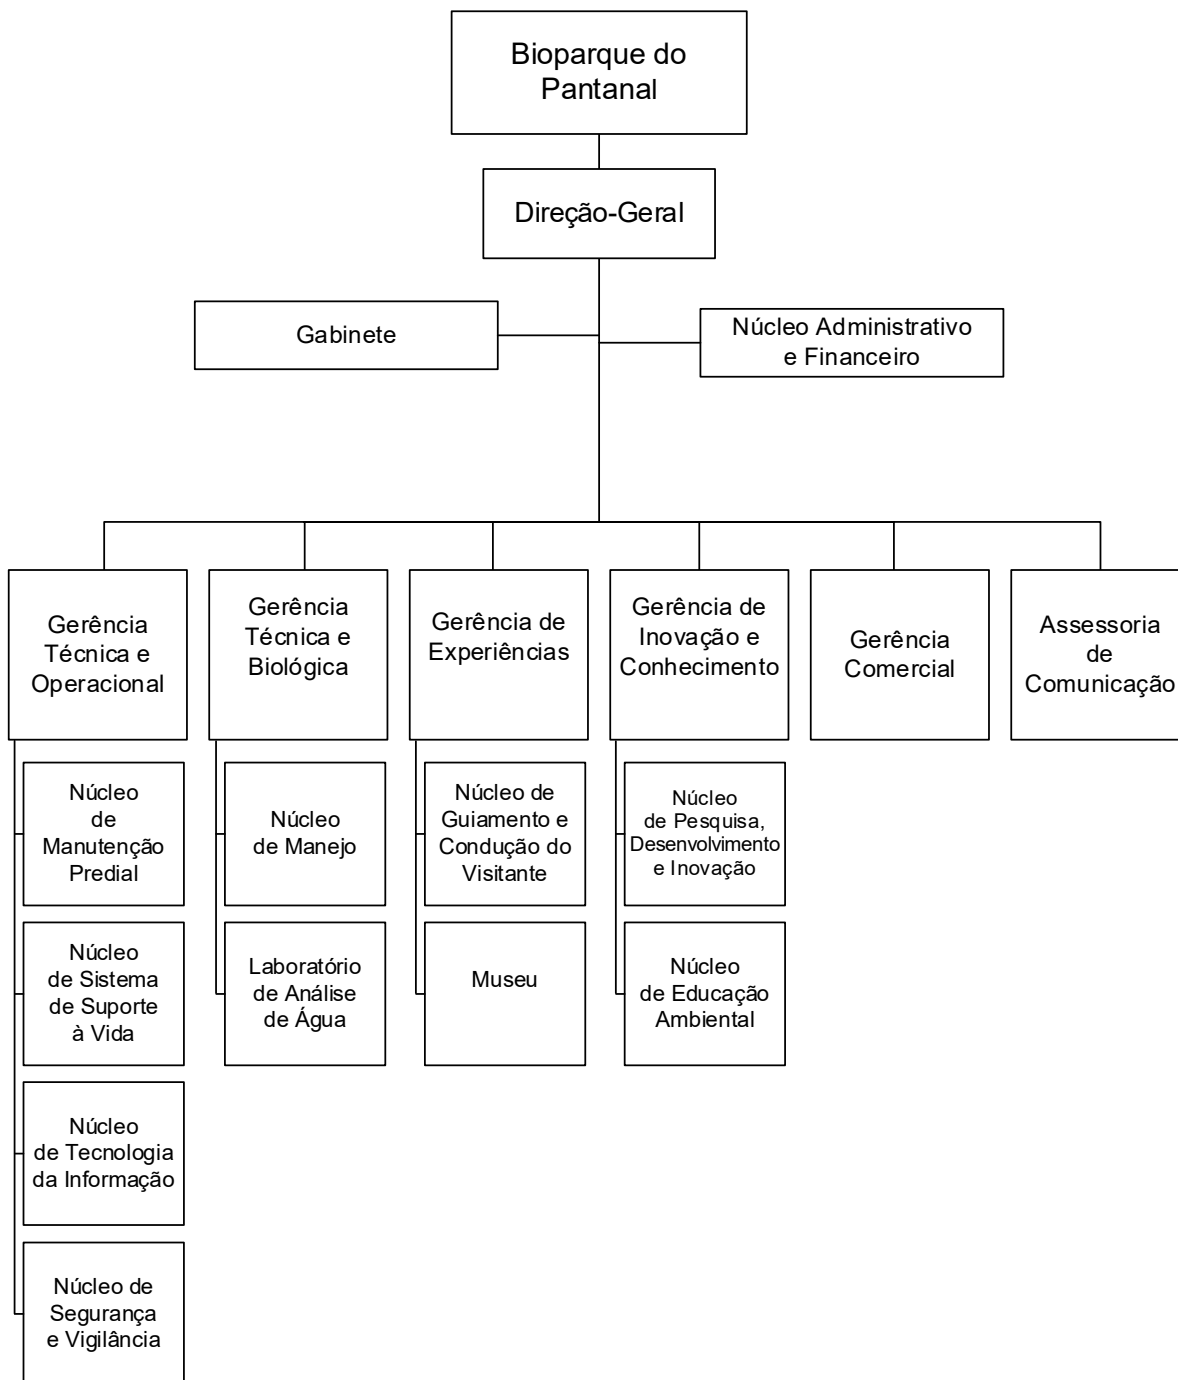 Bioparque do
Pantanal
Direção-Geral
Gabinete
Núcleo Administrativo
e Financeiro
Gerência
Técnica e
Operacional
Gerência
Técnica e
Biológica
Gerência de
Experiências
Gerência de
Inovação e
Conhecimento
Gerência
Comercial
Assessoria
de
Comunicação
Núcleo
de
Manutenção
Predial
Núcleo
de Manejo
Núcleo de
Guiamento e
Condução do
Visitante
Núcleo
de Pesquisa,
Desenvolvimento
e Inovação
Núcleo
de Sistema
de Suporte
à Vida
Laboratório
de Análise
de Água
Museu
Núcleo
de Educação
Ambiental
Núcleo
de Tecnologia
da Informação
Núcleo de
Segurança
e Vigilância